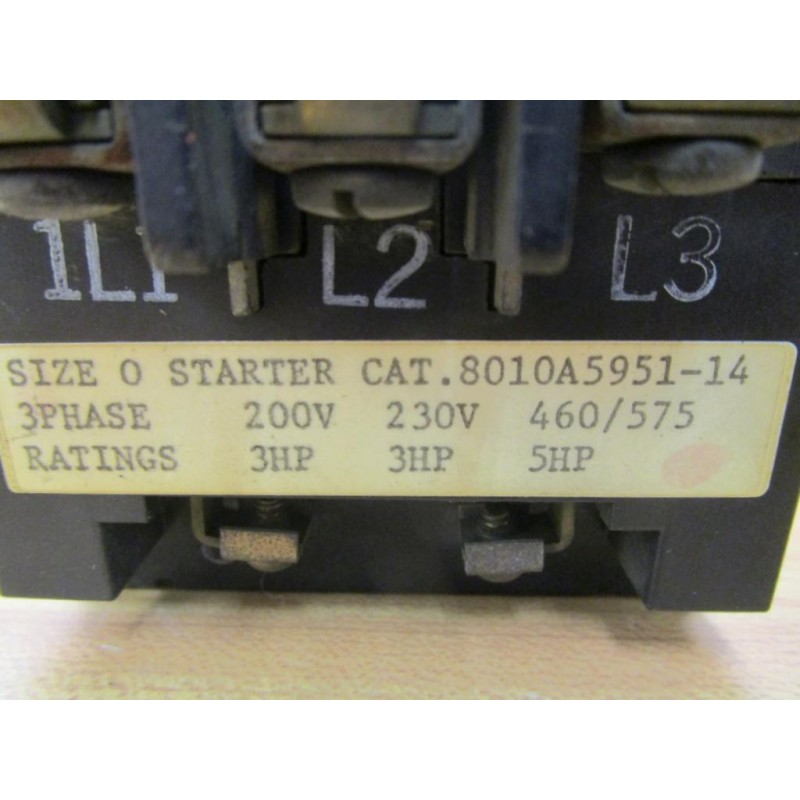 1L1 L2 L3
SIZE 0 STARTER CAT.8010A5951-14
3PHASE 200V 230V 460/575
RATINGS 3HP 3HP 5HP